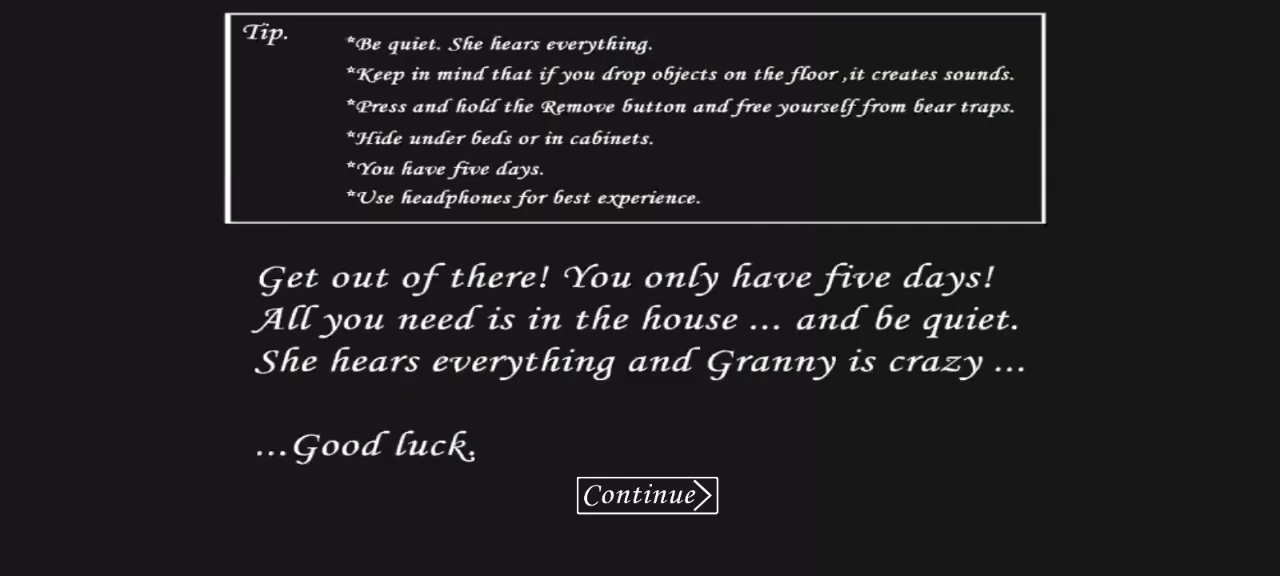 Tip.
*Be quiet. She hears everything.
*Keep in mind that if you drop objects on the floor ,it creates sounds.
*Press and hold the Remove button and free yourself from bear traps.
*Hide under beds or in cabinets.
*You have five days.
*Use headphones for best experience.
Get out of there! You only have five days!
All you need is in the house ... and be quiet.
She hears everything and Granny is crazy ...
...Good luck.
Continue